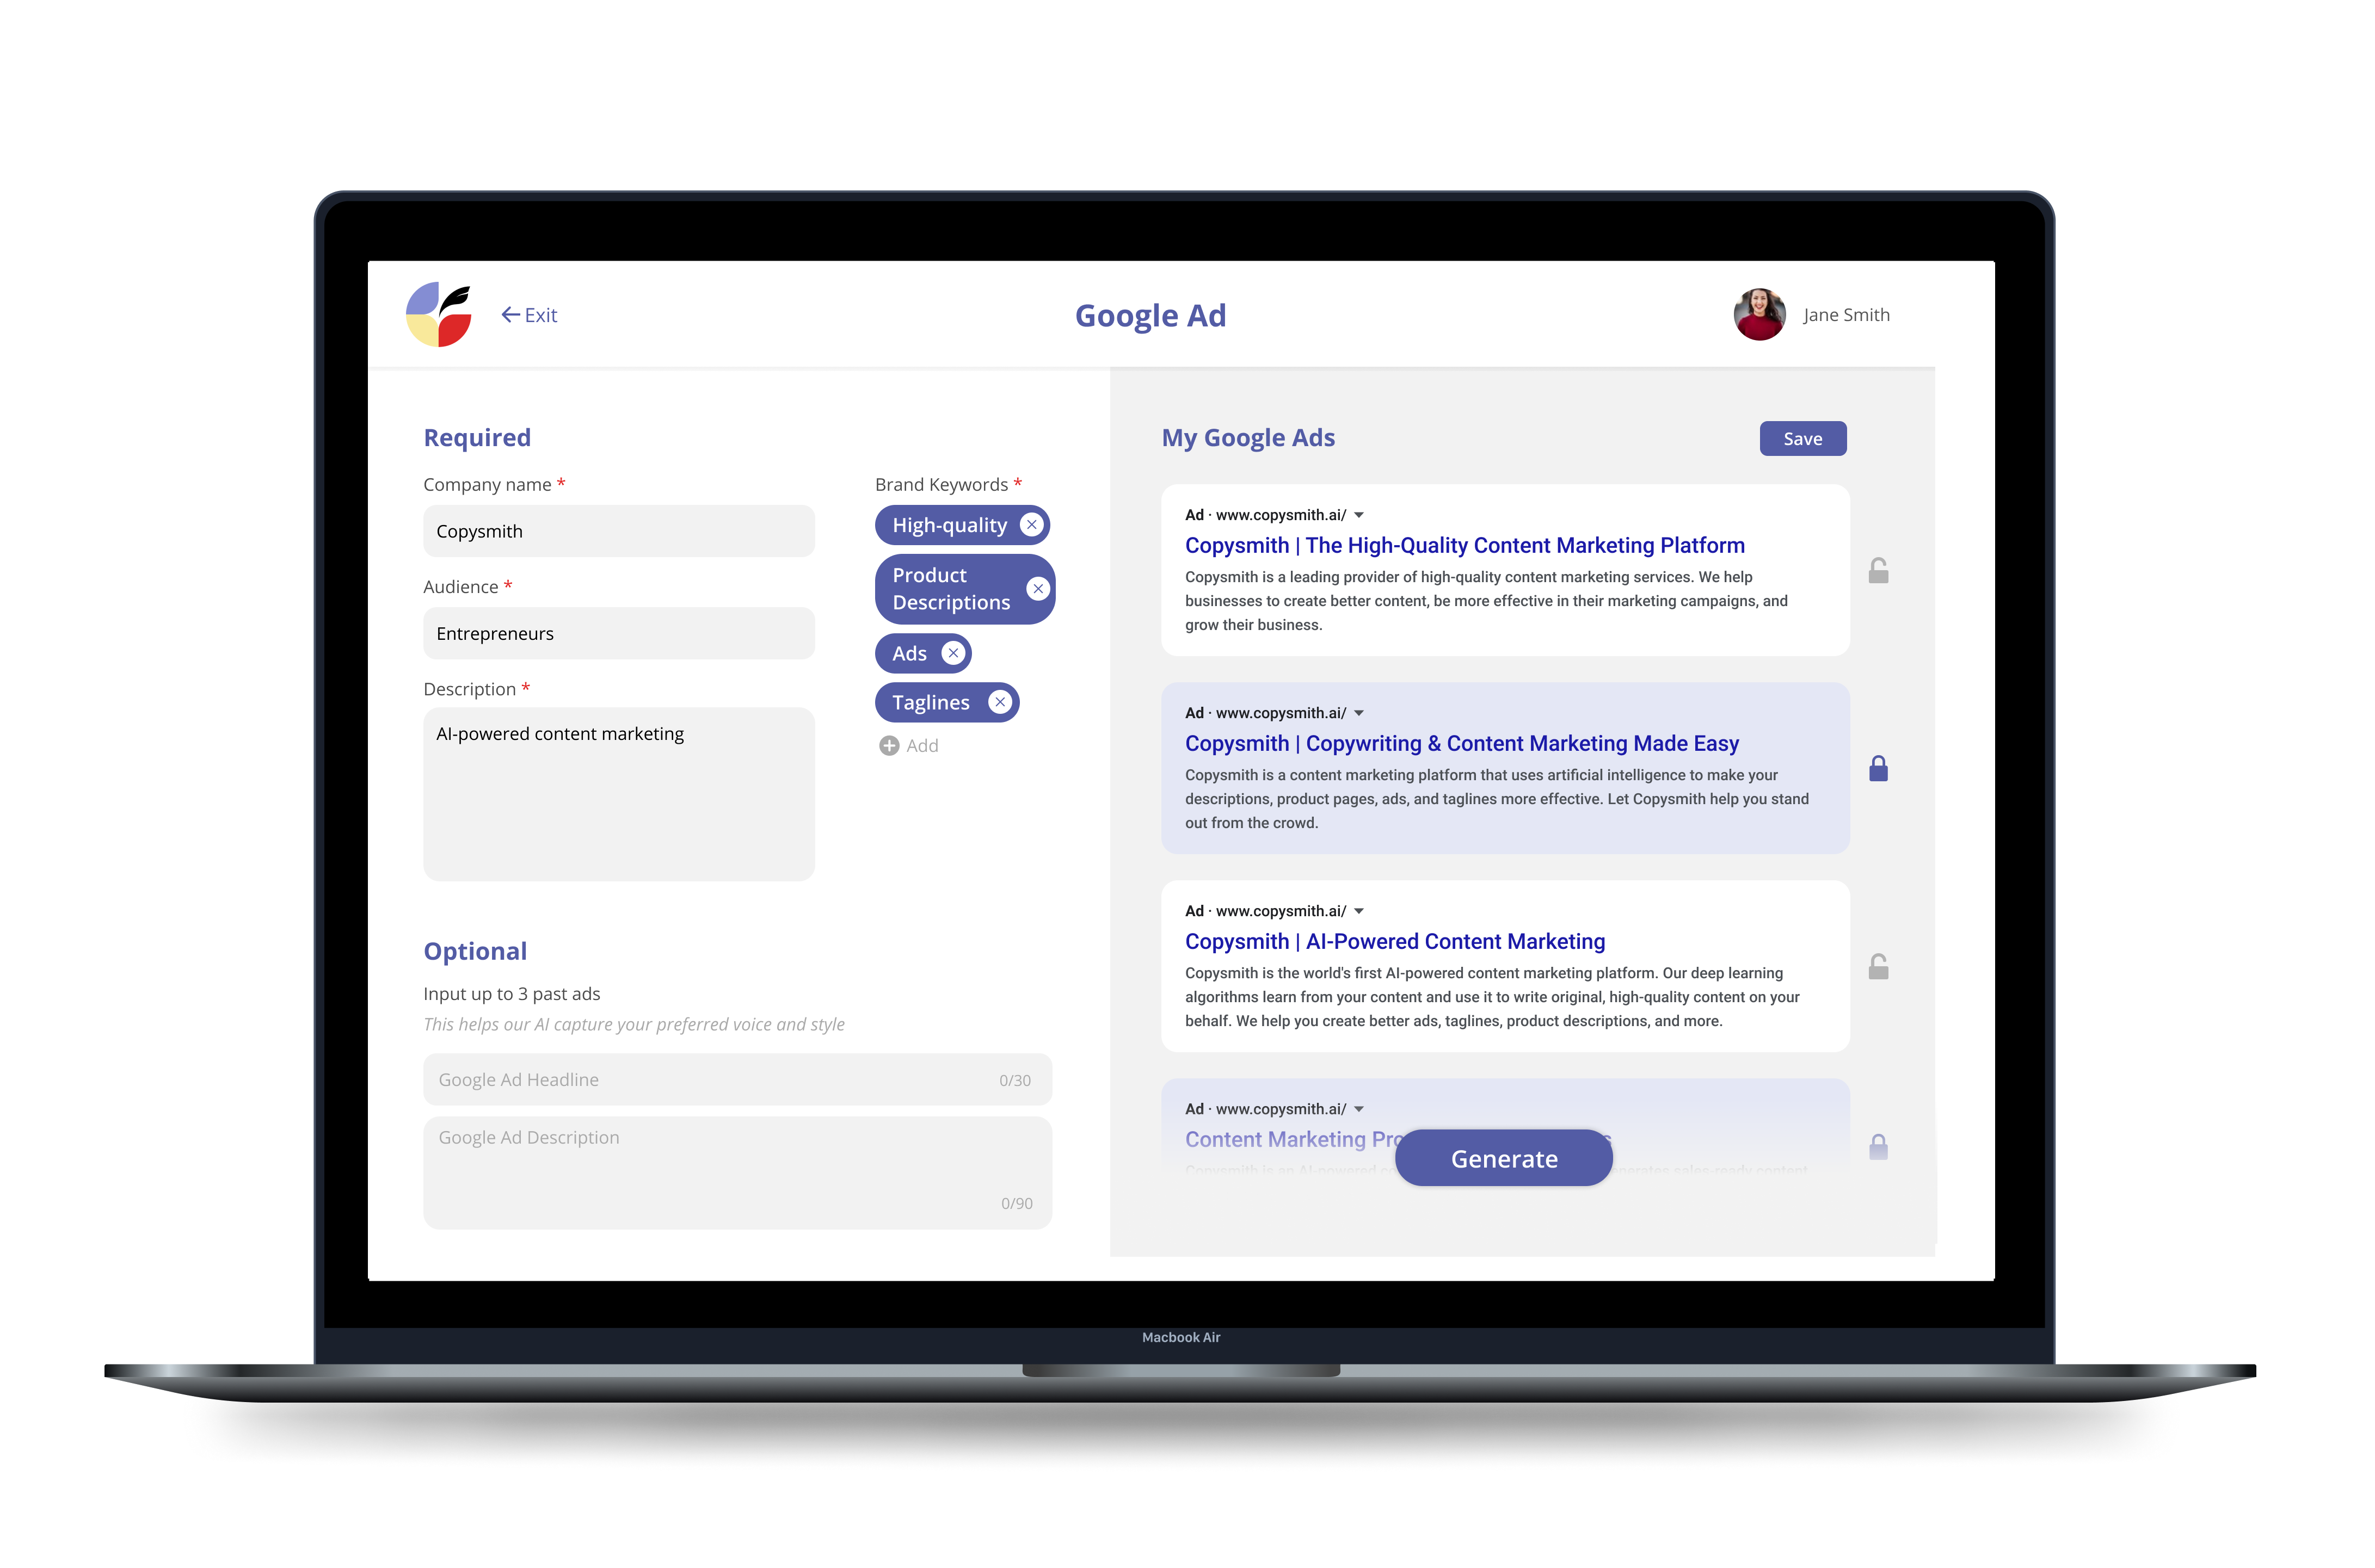 Exit
Google Ad
Jane Smith
Required
Company name *
Copysmith
Audience *
Entrepreneurs
Description *
AI-powered content marketing
Brand Keywords *
High-quality
Product
Descriptions
Ads
Taglines
Add
Optional
Input up to 3 past ads
This helps our AI capture your preferred voice and style
Google Ad Headline
0/30
Google Ad Description
0/90
My Google Ads
Save
Ad · www.copysmith.ai/
Copysmith | The High-Quality Content Marketing Platform
Copysmith is a leading provider of high-quality content marketing services. We help
businesses to create better content, be more effective in their marketing campaigns, and
grow their business.
Ad · www.copysmith.ai/
Copysmith | Copywriting & Content Marketing Made Easy
Copysmith is a content marketing platform that uses artificial intelligence to make your
descriptions, product pages, ads, and taglines more effective. Let Copysmith help you stand
out from the crowd.
Ad · www.copysmith.ai/
Copysmith | AI-Powered Content Marketing
Copysmith is the world's first AI-powered content marketing platform. Our deep learning
algorithms learn from your content and use it to write original, high-quality content on your
behalf. We help you create better ads, taglines, product descriptions, and more.
Ad · www.copysmith.ai/
Content Marketing
Copysmith is an AI-powered sales-ready content
Generate
Macbook Air